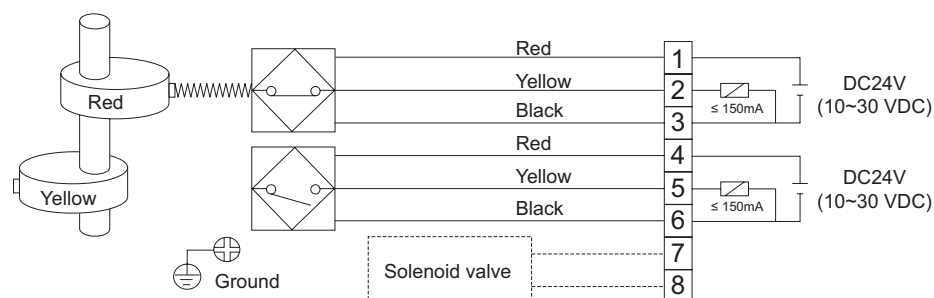 Red
Yellow
Ground
Red
Yellow
Black
Red
Yellow
Black
Solenoid valve
1
2
3
4
5
6
7
8
≤ 150mA
≤ 150mA
DC24V
(10~30 VDC)
DC24V
(10~30 VDC)